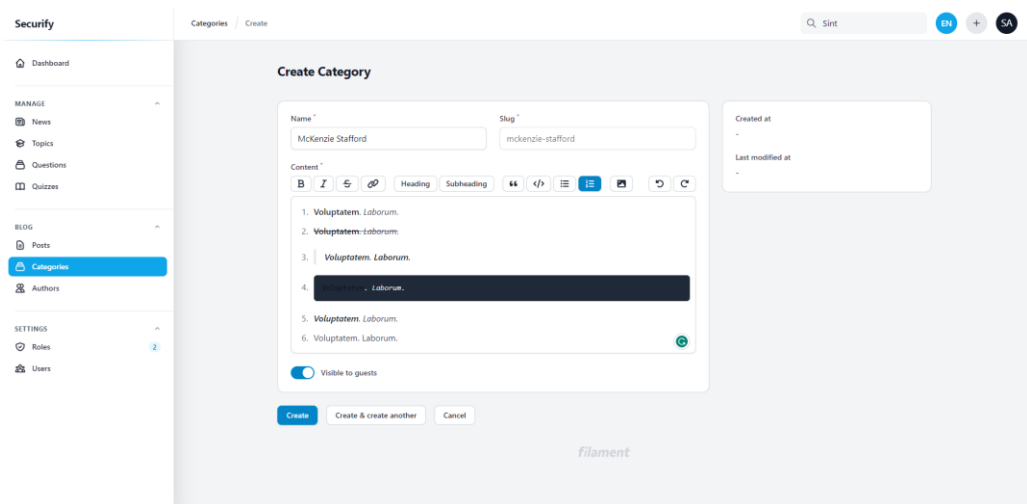 Securify
Categories / Create
Sint
EN
+
SA
Dashboard
MANAGE
News
Topics
Questions
Quizzes
BLOG
Posts
Categories
Authors
SETTINGS
Roles 2
Users
Create Category
Name *
McKenzie Stafford
Slug *
mckenzie-stafford
Content *
B I S Heading Subheading </>
1. Voluptatem. Laborum.
2. Voluptatem. Laborum.
3. Voluptatem. Laborum.
4. Voluptatem. Laborum.
5. Voluptatem. Laborum.
6. Voluptatem. Laborum.
Visible to guests
Create Create & create another Cancel
Created at
-
Last modified at
-
filament